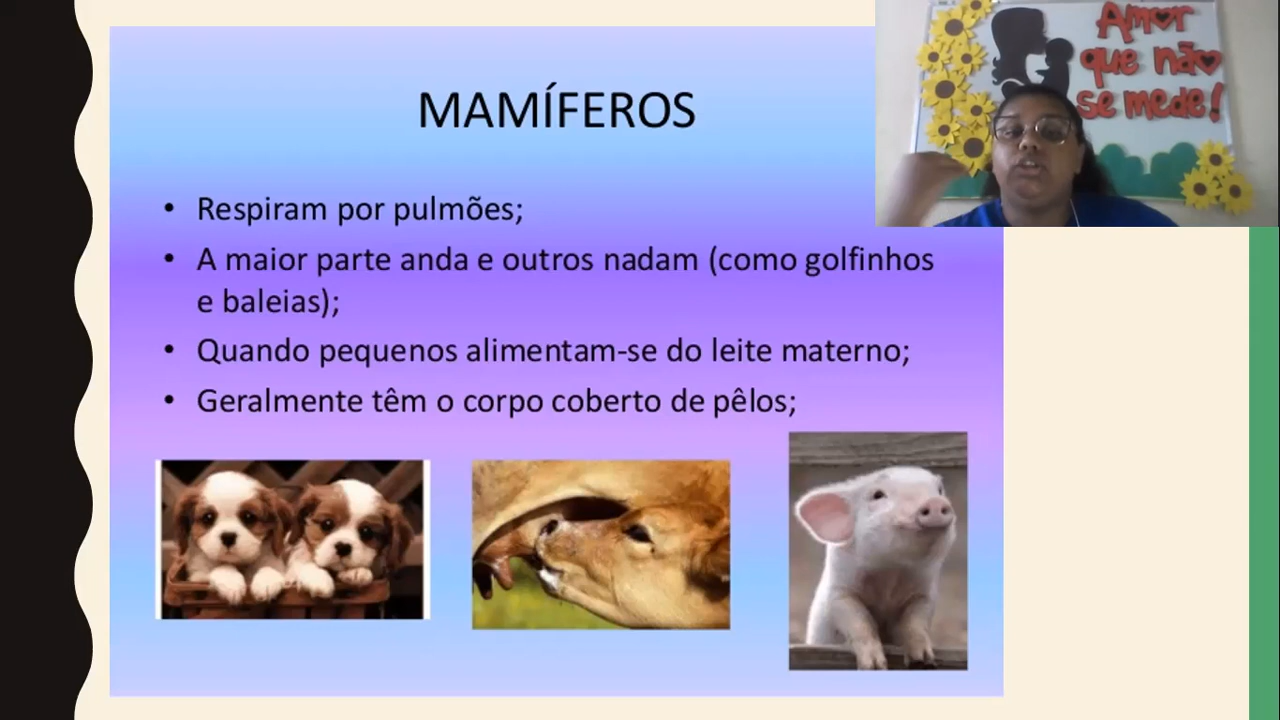 MAMÍFEROS
• Respiram por pulmões;
• A maior parte anda e outros nadam (como golfinhos
e baleias);
• Quando pequenos alimentam-se do leite materno;
• Geralmente têm o corpo coberto de pêlos;
Amor
que não
se mede!